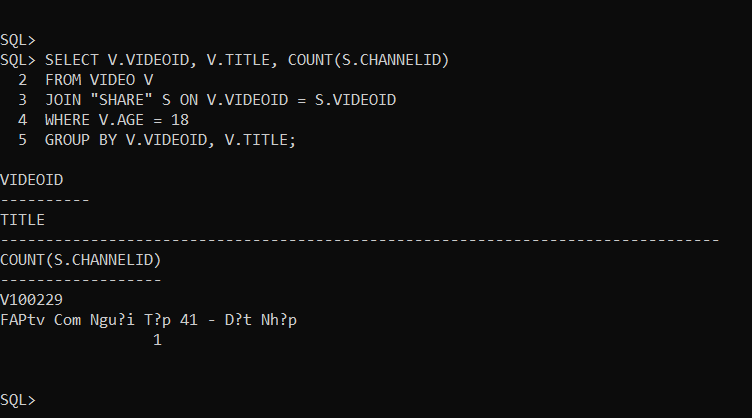 SQL>
SQL> SELECT V.VIDEOID, V.TITLE, COUNT(S.CHANNELID)
  2  FROM VIDEO V
  3  JOIN "SHARE" S ON V.VIDEOID = S.VIDEOID
  4  WHERE V.AGE = 18
  5  GROUP BY V.VIDEOID, V.TITLE;
VIDEOID
----------
TITLE
--------------------------------------------------------------------------------
COUNT(S.CHANNELID)
------------------
V100229
FAPtv Com Ngu?i T?p 41 - D?t Nh?p
                 1
SQL>